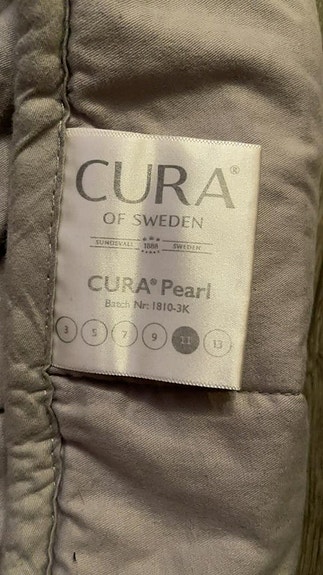 CURA®
OF SWEDEN
SUNDSVALL 1888 SWEDEN
CURA® Pearl
Batch Nr: 1810-3K
3 5 7 9 11 13